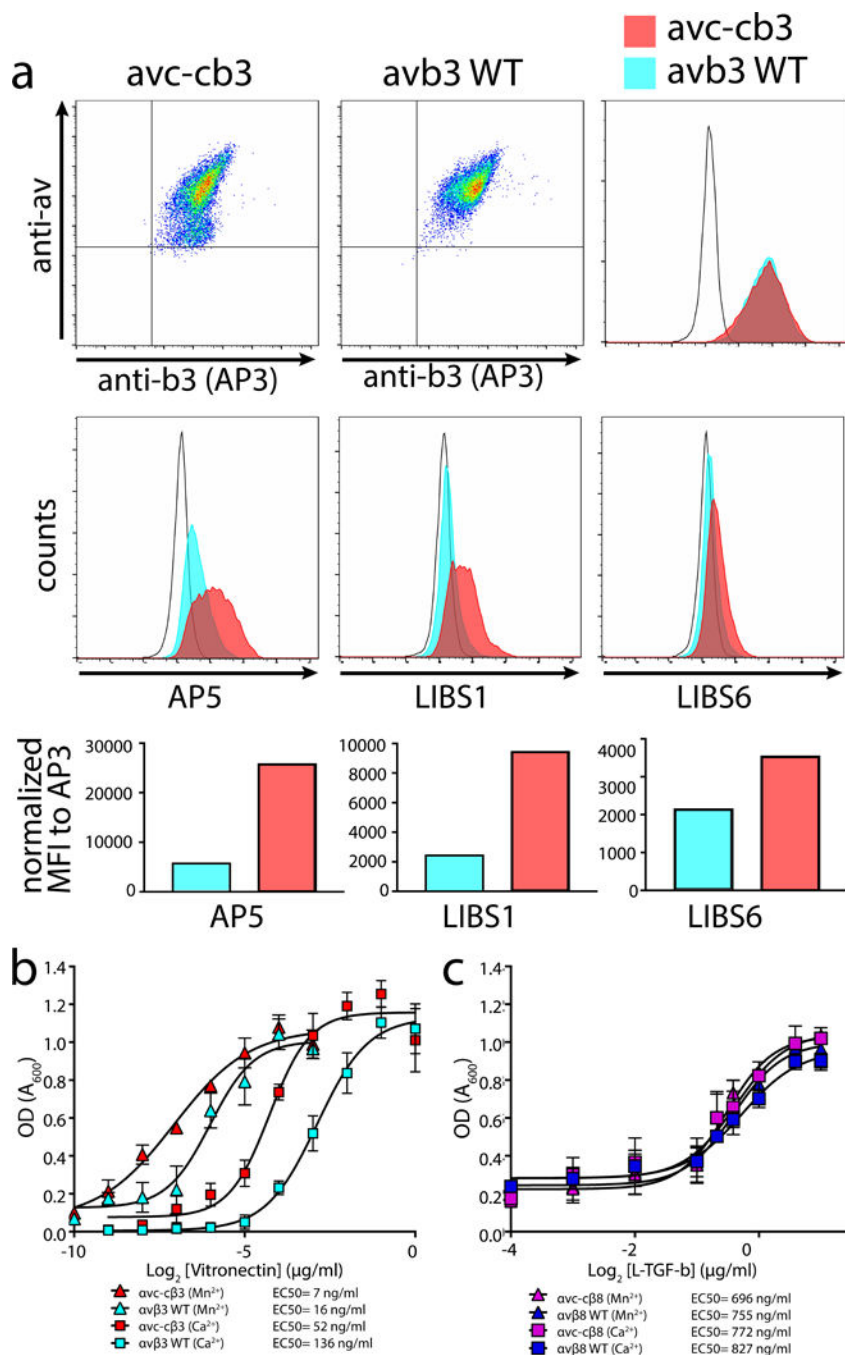 avc-cb3
avb3 WT
a
avc-cb3
avb3 WT
anti-av
anti-b3 (AP3)
anti-b3 (AP3)
counts
AP5
LIBS1
LIBS6
normalized
MFI to AP3
30000
20000
10000
0
AP5
10000
8000
6000
4000
2000
0
LIBS1
4000
3000
2000
1000
0
LIBS6
b
1.4
1.2
1.0
0.8
0.6
0.4
0.2
0.0
OD (A600)
-10
-5
0
Log2 [Vitronectin] (µg/ml)
αvc-cβ3 (Mn²⁺) EC50= 7 ng/ml
αvβ3 WT (Mn²⁺) EC50= 16 ng/ml
αvc-cβ3 (Ca²⁺) EC50= 52 ng/ml
αvβ3 WT (Ca²⁺) EC50= 136 ng/ml
c
1.4
1.2
1.0
0.8
0.6
0.4
0.2
0.0
OD (A600)
-4
-2
0
Log2 [L-TGF-b] (µg/ml)
αvc-cβ8 (Mn²⁺) EC50= 696 ng/ml
αvβ8 WT (Mn²⁺) EC50= 755 ng/ml
αvc-cβ8 (Ca²⁺) EC50= 772 ng/ml
αvβ8 WT (Ca²⁺) EC50= 827 ng/ml